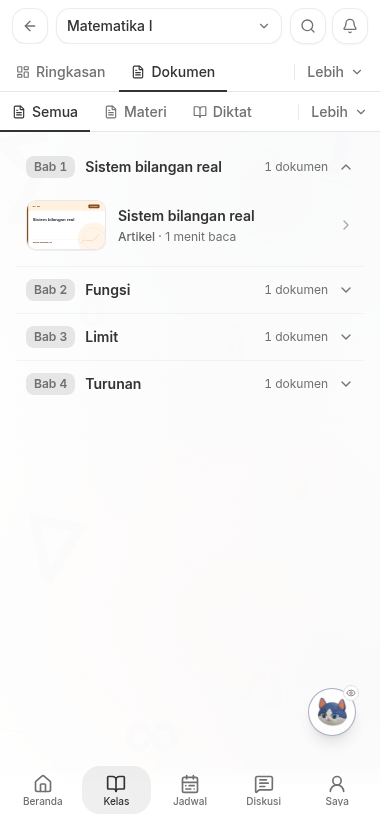 Matematika I
Ringkasan
Dokumen
Lebih
Semua
Materi
Diktat
Lebih
Bab 1 Sistem bilangan real 1 dokumen
Sistem bilangan real
Sistem bilangan real
Artikel · 1 menit baca
Bab 2 Fungsi 1 dokumen
Bab 3 Limit 1 dokumen
Bab 4 Turunan 1 dokumen
Beranda
Kelas
Jadwal
Diskusi
Saya